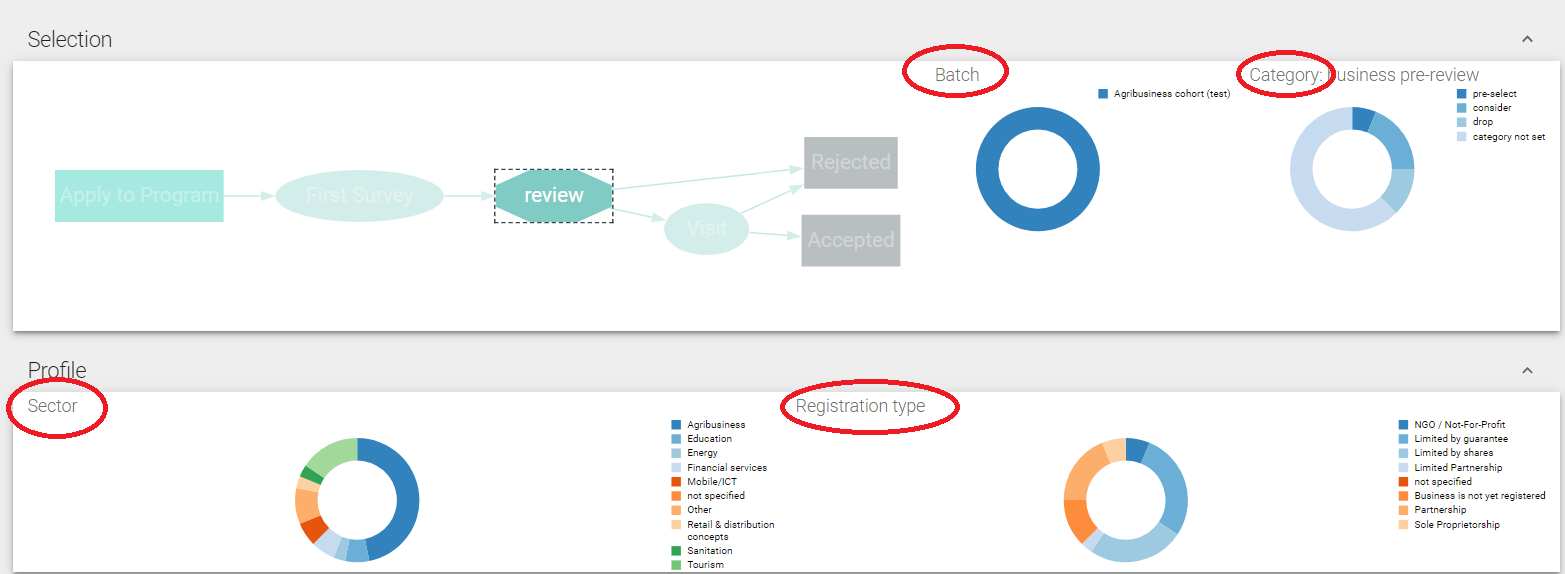 Selection
Batch
Agribusiness cohort (test)
Category: business pre-review
pre-select
consider
drop
category not set
Apply to Program
First Survey
review
Rejected
Visit
Accepted
Profile
Sector
Agribusiness
Education
Energy
Financial services
Mobile/ICT
not specified
Other
Retail & distribution
concepts
Sanitation
Tourism
Registration type
NGO / Not-For-Profit
Limited by guarantee
Limited by shares
Limited Partnership
not specified
Business is not yet registered
Partnership
Sole Proprietorship